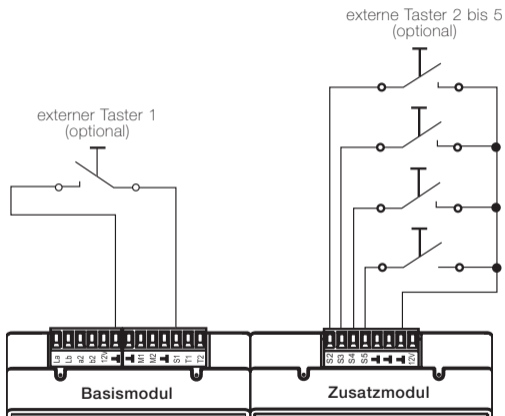 externe Taster 2 bis 5
(optional)
externer Taster 1
(optional)
La Lb a2 b2 12V M1 M2 S1 T1 T2
S2 S3 S4 S5 12V
Basismodul
Zusatzmodul